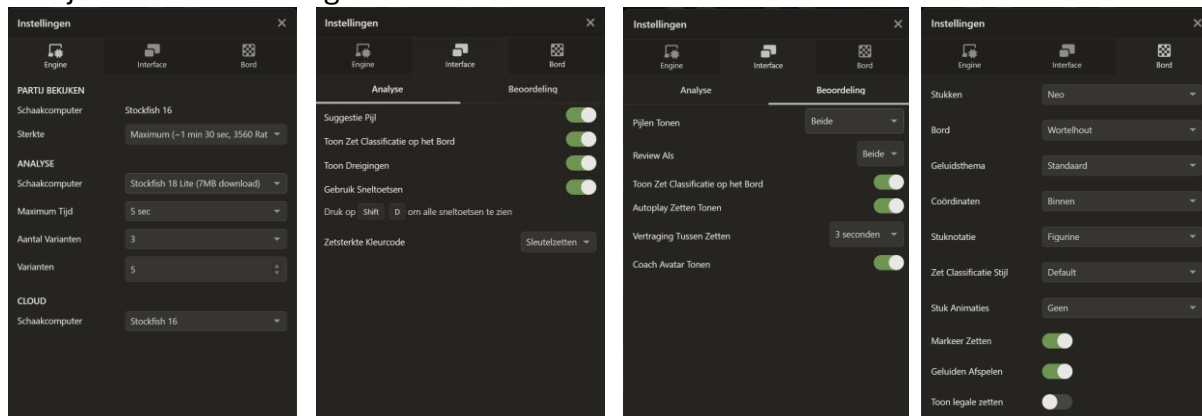 Instellingen
Engine Interface Bord
PARTIJ BEKIJKEN
Schaakcomputer Stockfish 16
Sterkte Maximum (~1 min 30 sec, 3560 Rat
ANALYSE
Schaakcomputer Stockfish 18 Lite (7MB download)
Maximum Tijd 5 sec
Aantal Varianten 3
Varianten 5
CLOUD
Schaakcomputer Stockfish 16
Instellingen
Engine Interface Bord
Analyse Beoordeling
Suggestie Pijl
Toon Zet Classificatie op het Bord
Toon Dreigingen
Gebruik Sneltoetsen
Druk op Shift D om alle sneltoetsen te zien
Zetsterkte Kleurcode Sleutelzetten
Instellingen
Engine Interface Bord
Analyse Beoordeling
Pijlen Tonen Beide
Review Als Beide
Toon Zet Classificatie op het Bord
Autoplay Zetten Tonen
Vertraging Tussen Zetten 3 seconden
Coach Avatar Tonen
Instellingen
Engine Interface Bord
Stukken Neo
Bord Wortelhout
Geluidsthema Standaard
Coördinaten Binnen
Stuknotatie Figurine
Zet Classificatie Stijl Default
Stuk Animaties Geen
Markeer Zetten
Geluiden Afspelen
Toon legale zetten